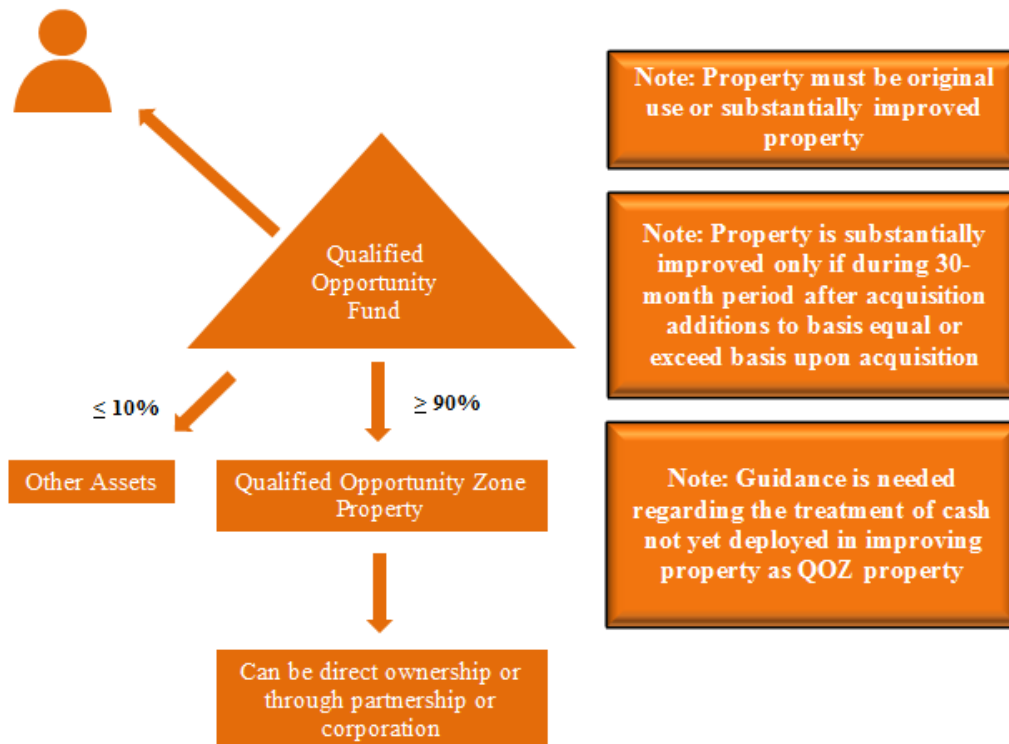 Qualified
Opportunity
Fund
≤ 10%
≥ 90%
Other Assets
Qualified Opportunity Zone
Property
Can be direct ownership or
through partnership or
corporation
Note: Property must be original
use or substantially improved
property
Note: Property is substantially
improved only if during 30-
month period after acquisition
additions to basis equal or
exceed basis upon acquisition
Note: Guidance is needed
regarding the treatment of cash
not yet deployed in improving
property as QOZ property